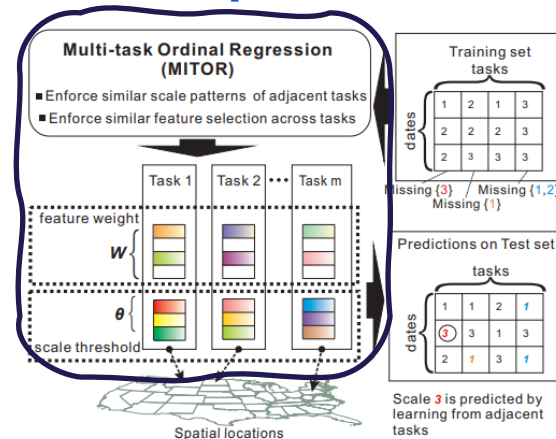 Multi-task Ordinal Regression
(MITOR)
■ Enforce similar scale patterns of adjacent tasks
■ Enforce similar feature selection across tasks
Task 1 Task 2 ••• Task m
feature weight
W
θ
scale threshold
Spatial locations
Training set
tasks
dates
1 2 1 3
2 2 2 3
2 3 3 3
Missing {3} Missing {1,2}
Missing {1}
Predictions on Test set
tasks
dates
1 1 2 1
3 3 1 3
2 1 3 1
Scale 3 is predicted by
learning from adjacent
tasks